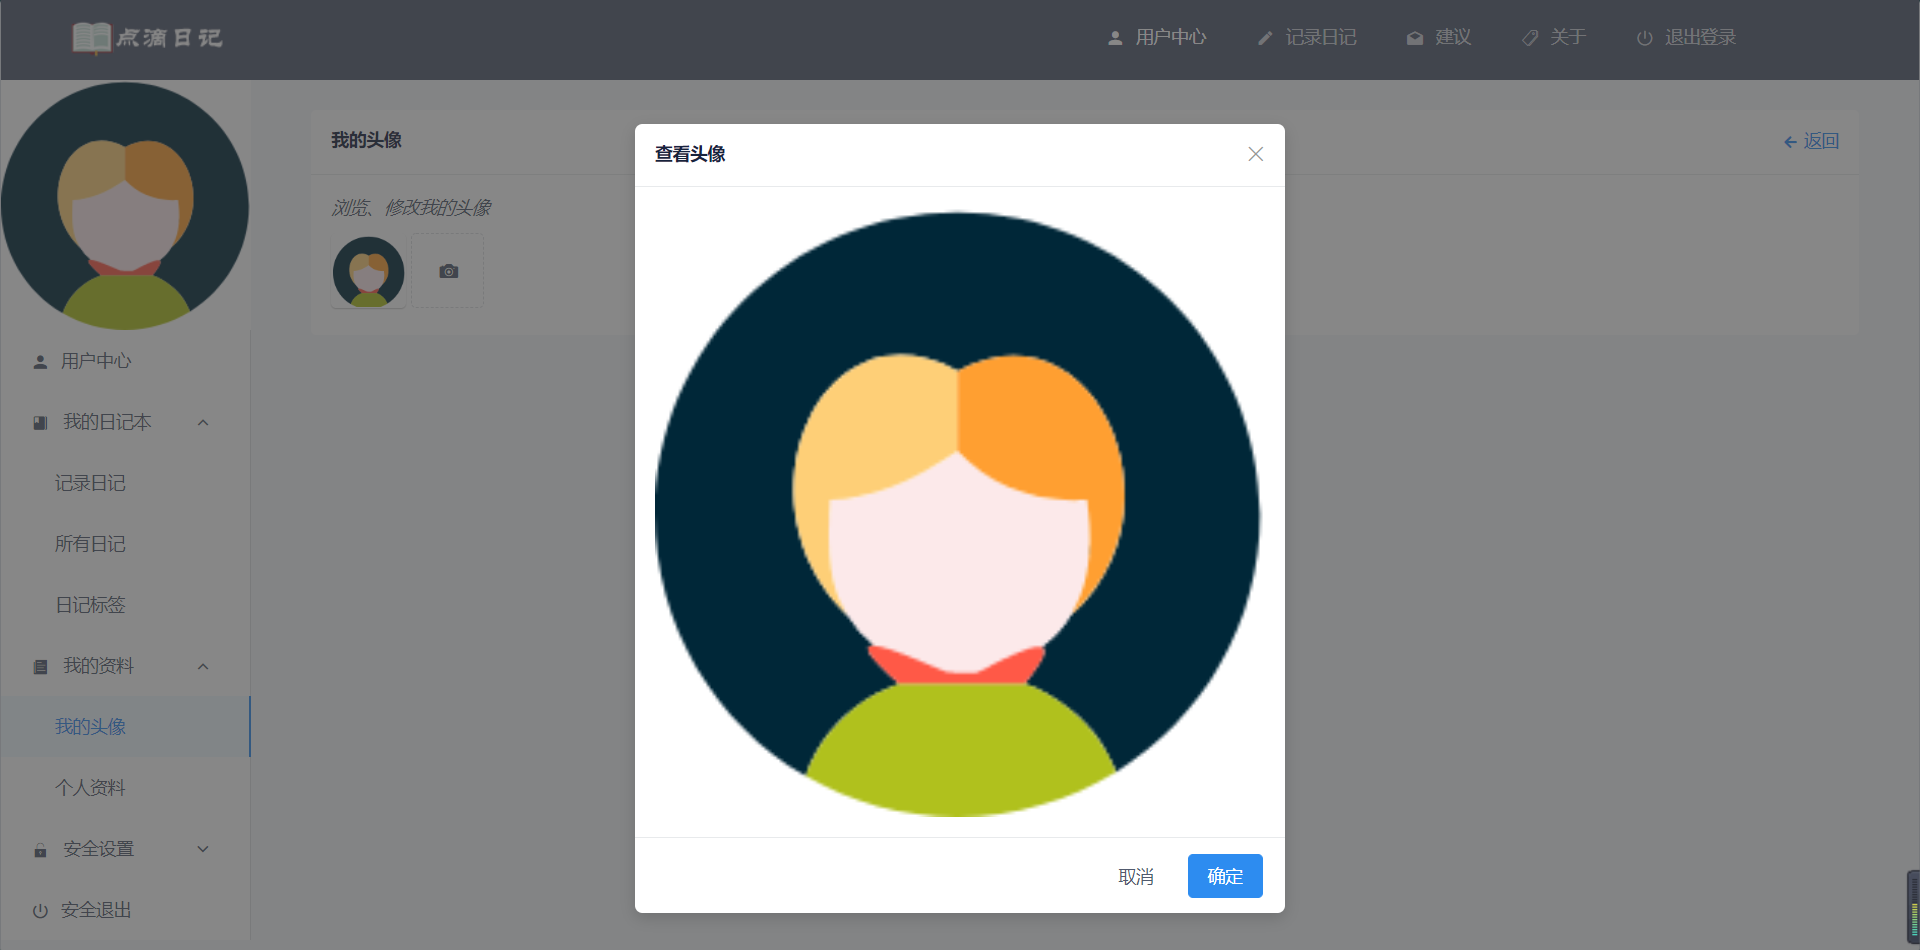 点滴日记
用户中心
记录日记
建议
关于
退出登录
用户中心
我的日记本
记录日记
所有日记
日记标签
我的资料
我的头像
个人资料
安全设置
安全退出
我的头像
返回
浏览、修改我的头像
查看头像
取消
确定